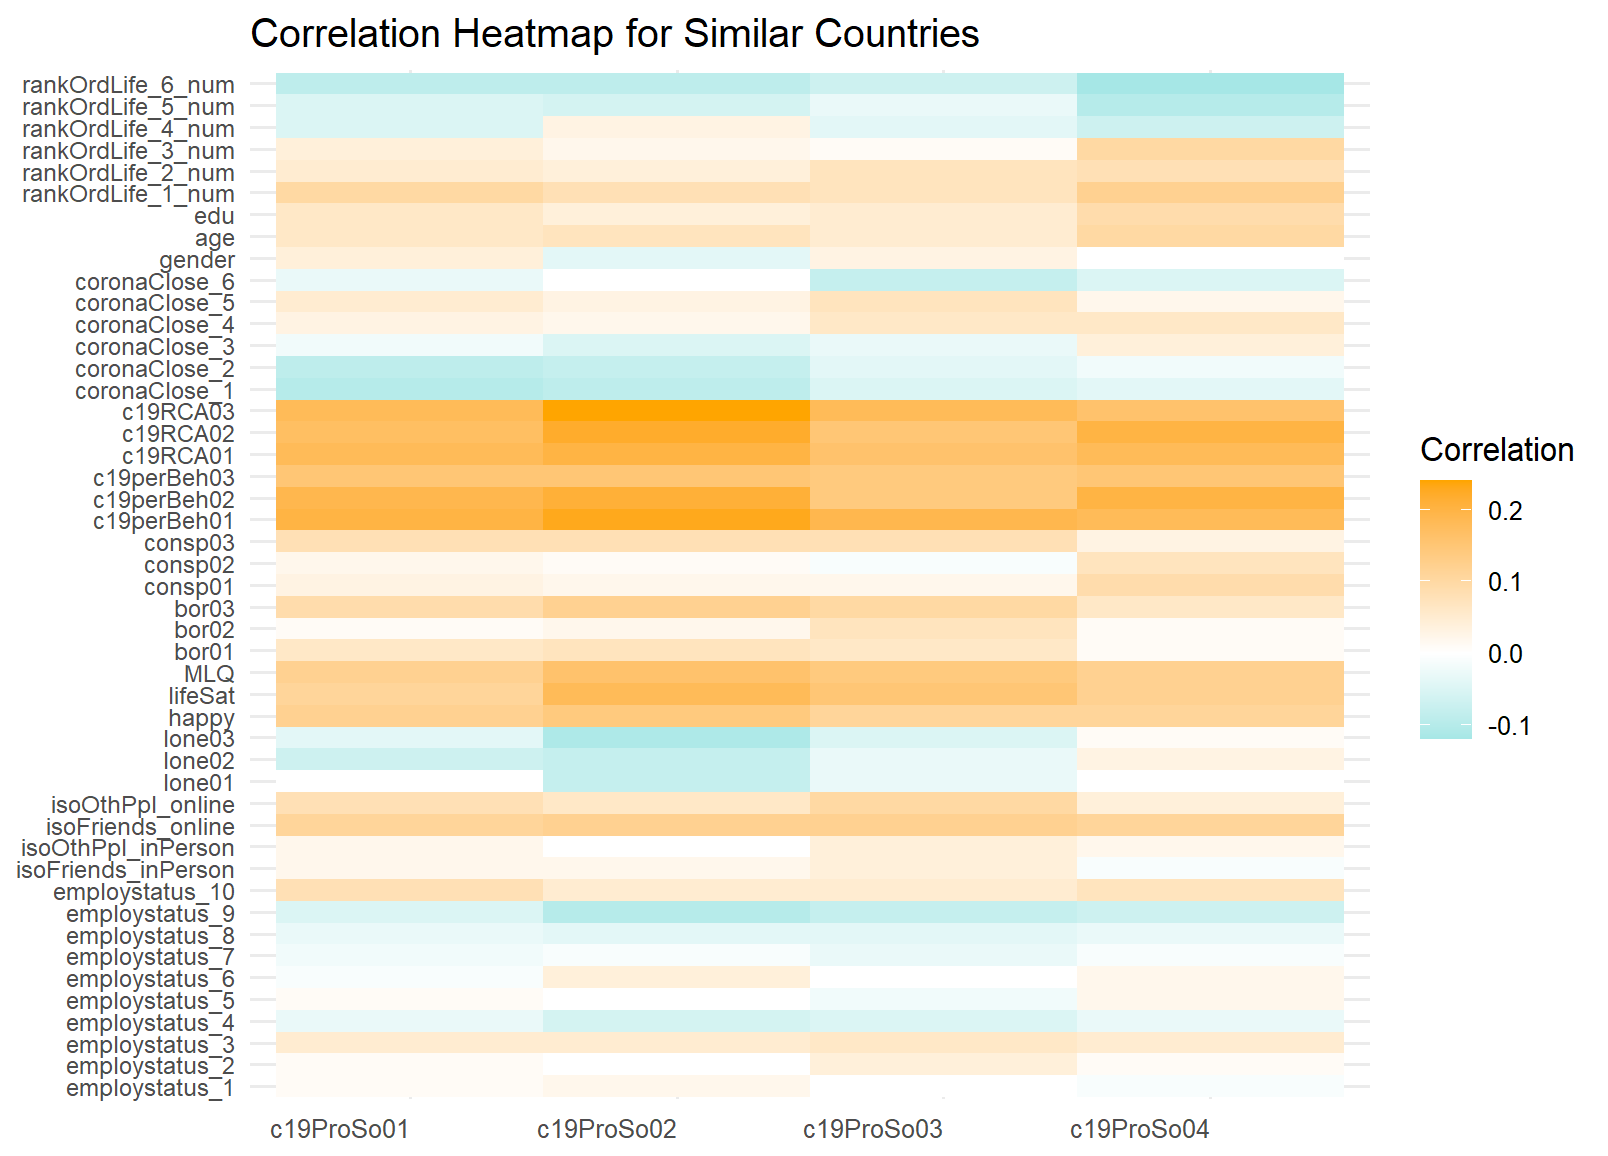 Correlation Heatmap for Similar Countries
rankOrdLife_6_num
rankOrdLife_5_num
rankOrdLife_4_num
rankOrdLife_3_num
rankOrdLife_2_num
rankOrdLife_1_num
edu
age
gender
coronaClose_6
coronaClose_5
coronaClose_4
coronaClose_3
coronaClose_2
coronaClose_1
c19RCA03
c19RCA02
c19RCA01
c19perBeh03
c19perBeh02
c19perBeh01
consp03
consp02
consp01
bor03
bor02
bor01
MLQ
lifeSat
happy
lone03
lone02
lone01
isoOthPpl_online
isoFriends_online
isoOthPpl_inPerson
isoFriends_inPerson
employstatus_10
employstatus_9
employstatus_8
employstatus_7
employstatus_6
employstatus_5
employstatus_4
employstatus_3
employstatus_2
employstatus_1
c19ProSo01 c19ProSo02 c19ProSo03 c19ProSo04
Correlation
0.2
0.1
0.0
-0.1